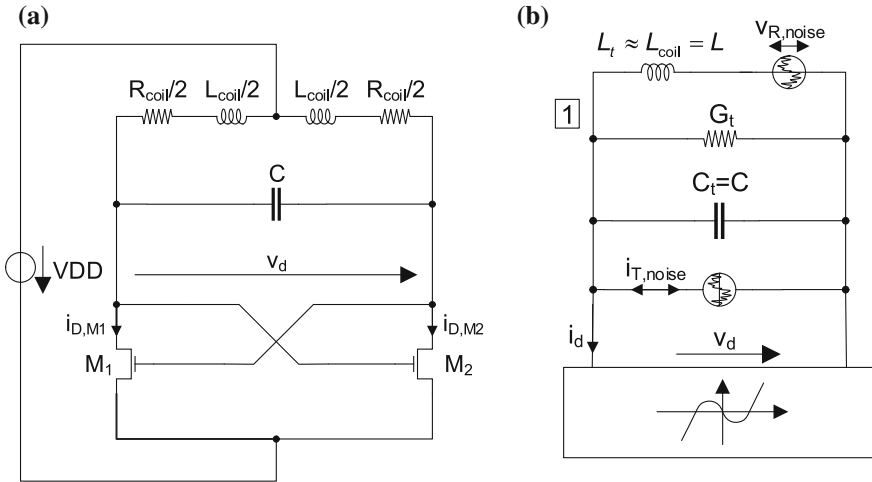 (a)
R_coil/2 L_coil/2 L_coil/2 R_coil/2
C
VDD
v_d
i_D,M1
i_D,M2
M_1
M_2
(b)
L_t ≈ L_coil = L
v_R,noise
1
G_t
C_t=C
i_T,noise
i_d
v_d